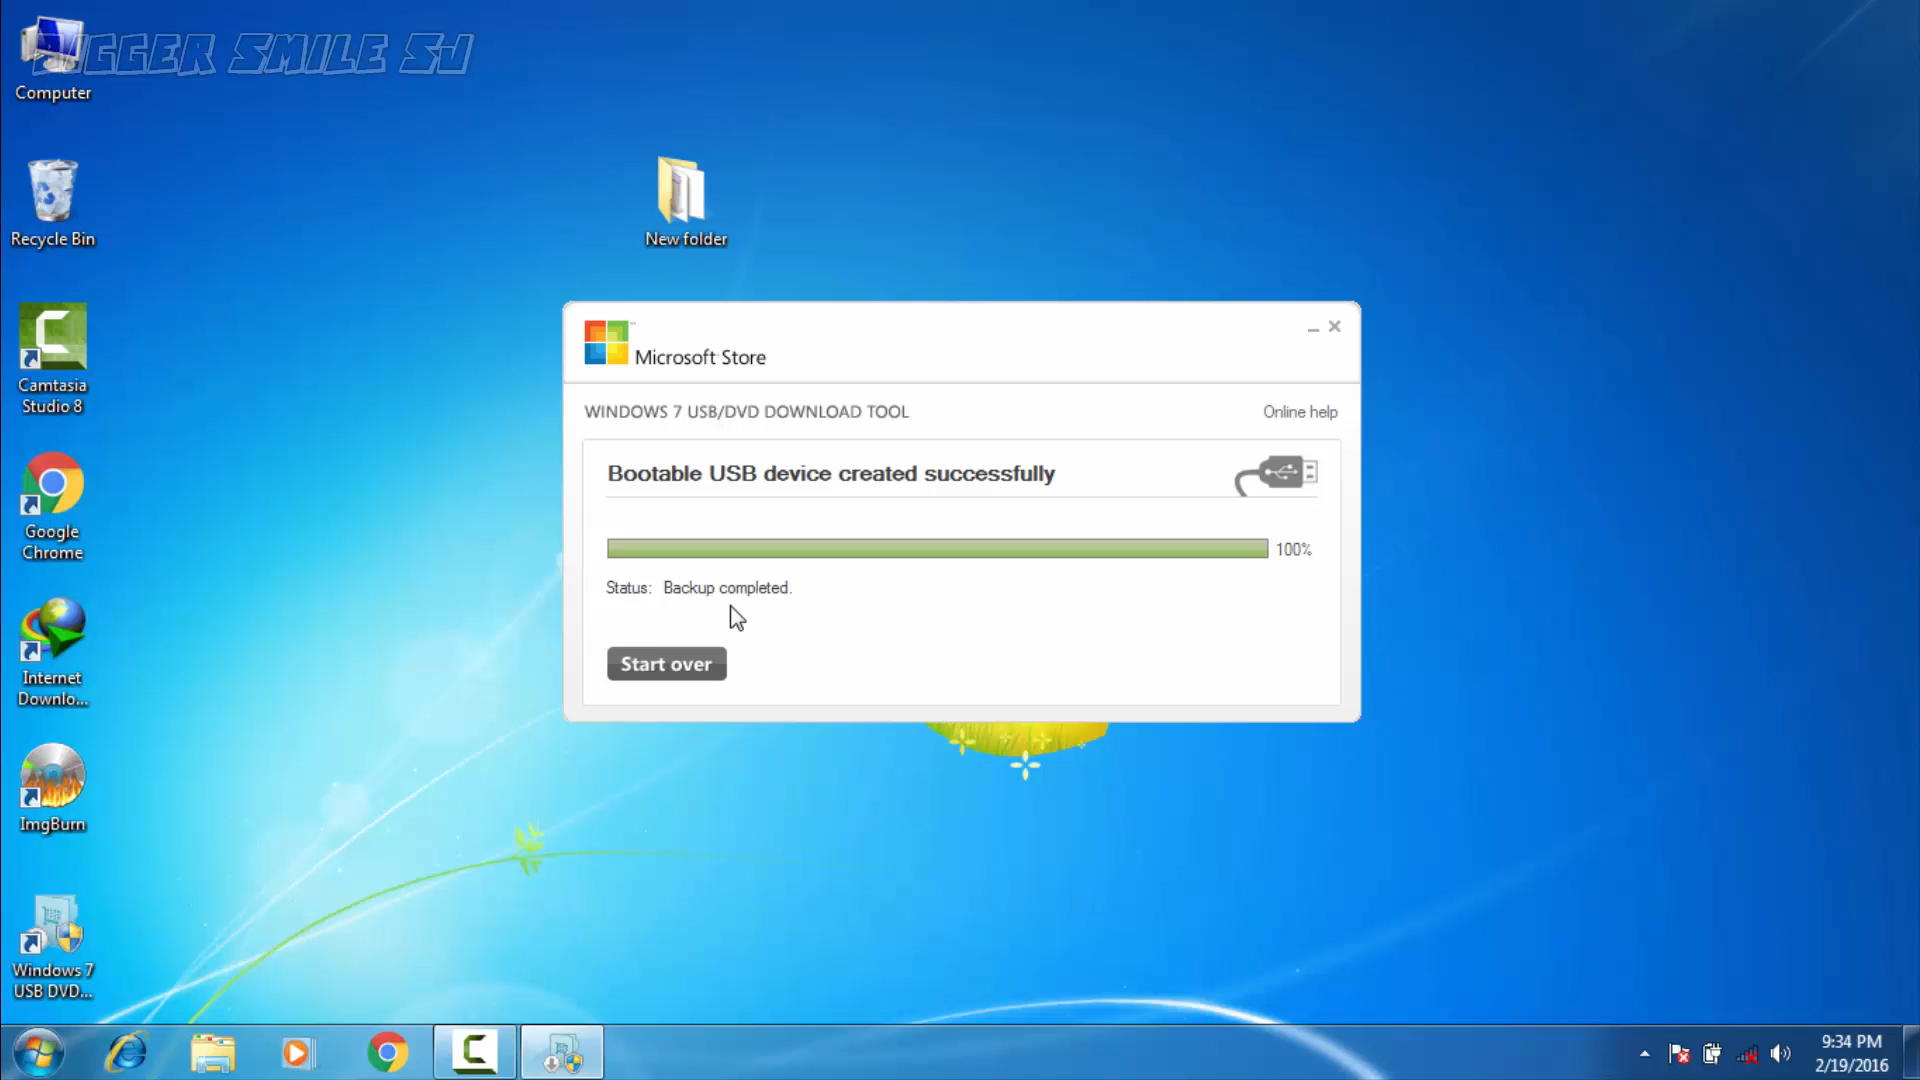 Computer
Recycle Bin
New folder
Camtasia
Studio 8
Google
Chrome
Internet
Downlo...
ImgBurn
Windows 7
USB DVD...
Microsoft Store
WINDOWS 7 USB/DVD DOWNLOAD TOOL
Online help
Bootable USB device created successfully
100%
Status: Backup completed.
Start over
9:34 PM
2/19/2016
SMILE SU